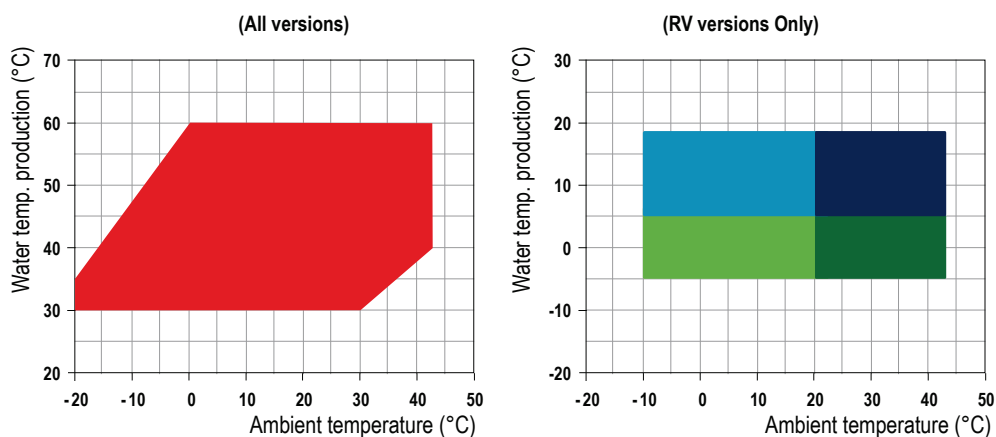 (All versions)
Water temp. production (°C)
70
60
50
40
30
20
-20 -10 0 10 20 30 40 50
Ambient temperature (°C)
(RV versions Only)
Water temp. production (°C)
30
20
10
0
-10
-20
-20 -10 0 10 20 30 40 50
Ambient temperature (°C)